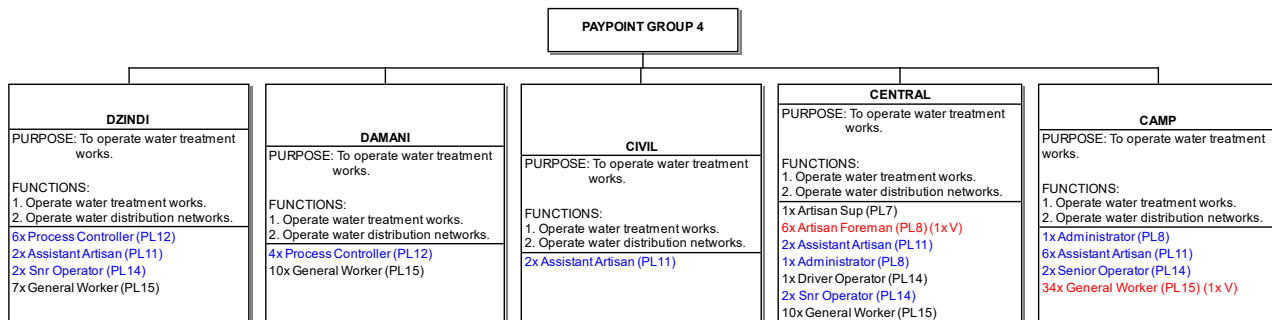 PAYPOINT GROUP 4
DZINDI
PURPOSE: To operate water treatment
works.
FUNCTIONS:
1. Operate water treatment works.
2. Operate water distribution networks.
6x Process Controller (PL12)
2x Assistant Artisan (PL11)
2x Snr Operator (PL14)
7x General Worker (PL15)
DAMANI
PURPOSE: To operate water treatment
works.
FUNCTIONS:
1. Operate water treatment works.
2. Operate water distribution networks.
4x Process Controller (PL12)
10x General Worker (PL15)
CIVIL
PURPOSE: To operate water treatment
works.
FUNCTIONS:
1. Operate water treatment works.
2. Operate water distribution networks.
2x Assistant Artisan (PL11)
CENTRAL
PURPOSE: To operate water treatment
works.
FUNCTIONS:
1. Operate water treatment works.
2. Operate water distribution networks.
1x Artisan Sup (PL7)
6x Artisan Foreman (PL8) (1x V)
2x Assistant Artisan (PL11)
1x Administrator (PL8)
1x Driver Operator (PL14)
2x Snr Operator (PL14)
10x General Worker (PL15)
CAMP
PURPOSE: To operate water treatment
works.
FUNCTIONS:
1. Operate water treatment works.
2. Operate water distribution networks.
1x Administrator (PL8)
6x Assistant Artisan (PL11)
2x Senior Operator (PL14)
34x General Worker (PL15) (1x V)